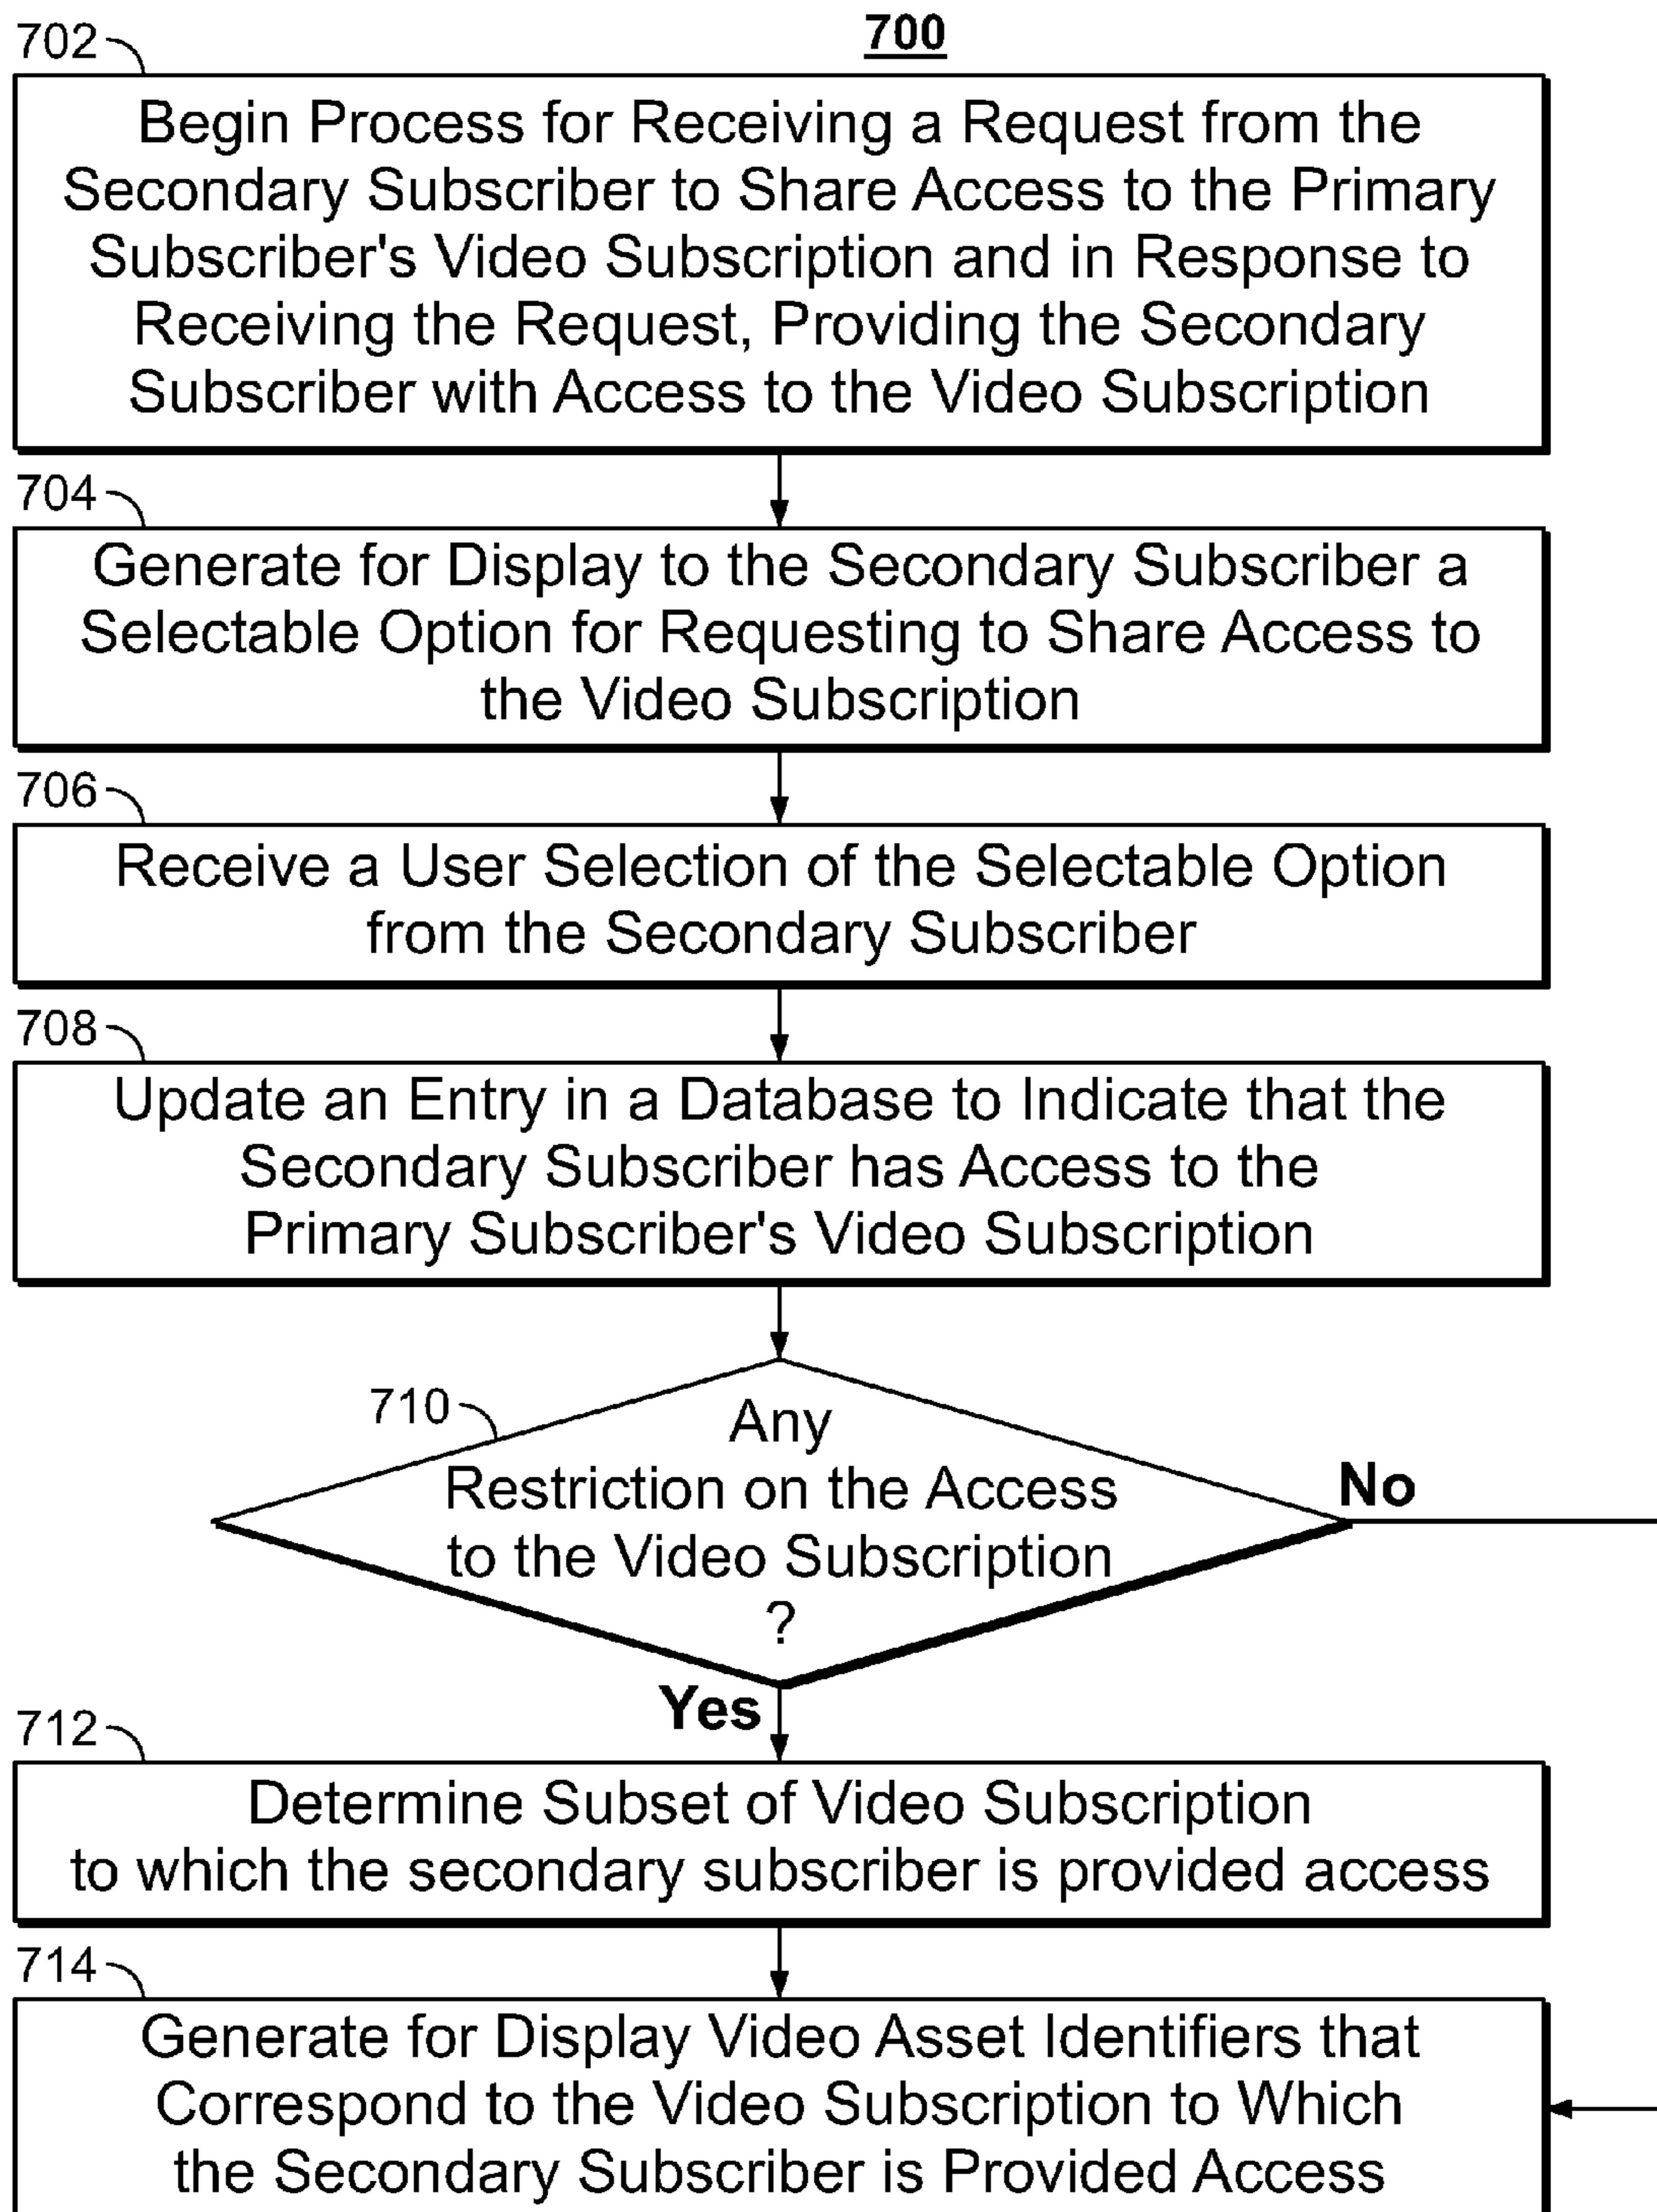 700
702
Begin Process for Receiving a Request from the
Secondary Subscriber to Share Access to the Primary
Subscriber's Video Subscription and in Response to
Receiving the Request, Providing the Secondary
Subscriber with Access to the Video Subscription
704
Generate for Display to the Secondary Subscriber a
Selectable Option for Requesting to Share Access to
the Video Subscription
706
Receive a User Selection of the Selectable Option
from the Secondary Subscriber
708
Update an Entry in a Database to Indicate that the
Secondary Subscriber has Access to the
Primary Subscriber's Video Subscription
710
Any
Restriction on the Access
to the Video Subscription
?
No
Yes
712
Determine Subset of Video Subscription
to which the secondary subscriber is provided access
714
Generate for Display Video Asset Identifiers that
Correspond to the Video Subscription to Which
the Secondary Subscriber is Provided Access